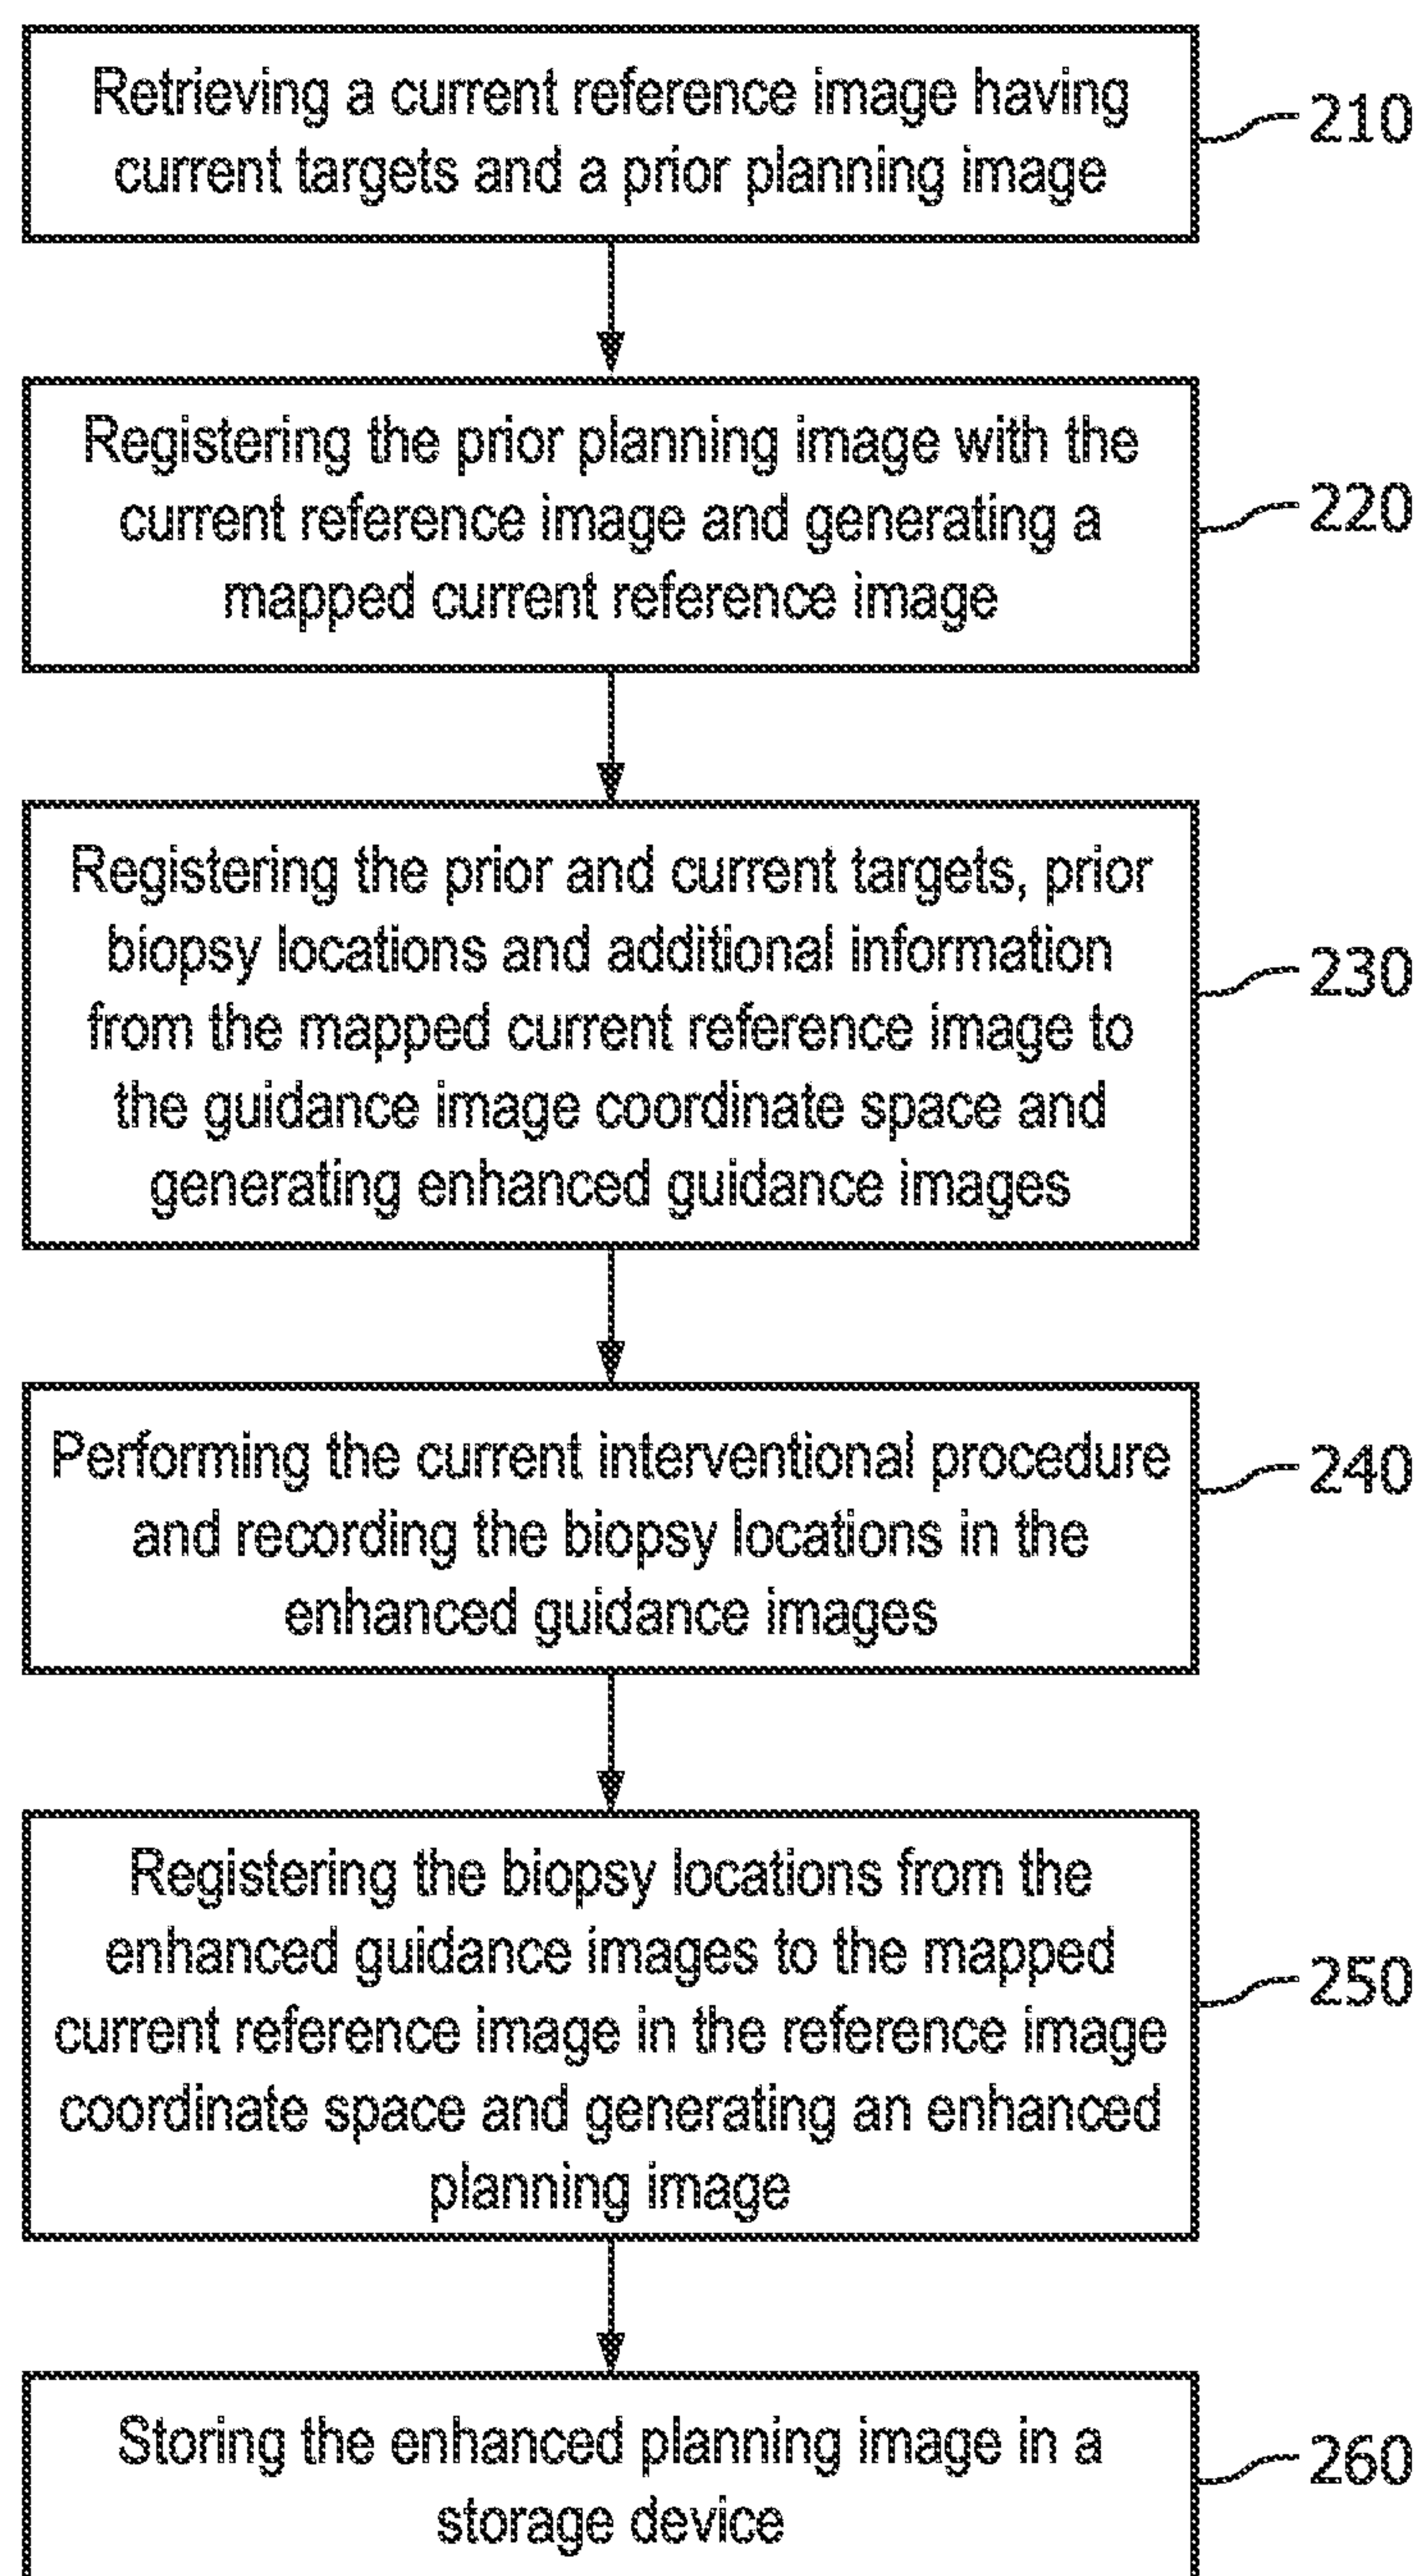 Retrieving a current reference image having
current targets and a prior planning image
210
Registering the prior planning image with the
current reference image and generating a
mapped current reference image
220
Registering the prior and current targets, prior
biopsy locations and additional information
from the mapped current reference image to
the guidance image coordinate space and
generating enhanced guidance images
230
Performing the current interventional procedure
and recording the biopsy locations in the
enhanced guidance images
240
Registering the biopsy locations from the
enhanced guidance images to the mapped
current reference image in the reference image
coordinate space and generating an enhanced
planning image
250
Storing the enhanced planning image in a
storage device
260